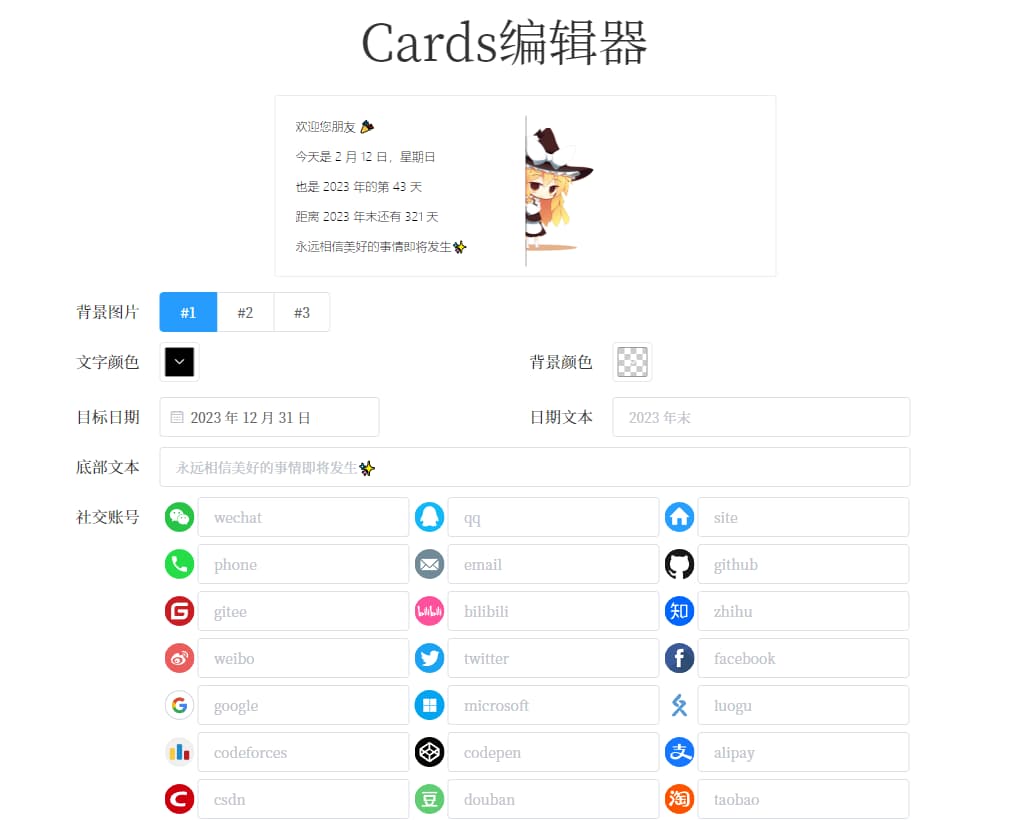 Cards编辑器
欢迎您朋友 🎉
今天是 2 月 12 日，星期日
也是 2023 年的第 43 天
距离 2023 年末还有 321 天
永远相信美好的事情即将发生✨
背景图片 #1 #2 #3
文字颜色 背景颜色
目标日期 2023 年 12 月 31 日 日期文本 2023 年末
底部文本 永远相信美好的事情即将发生✨
社交账号 wechat qq site
phone email github
G gitee bilibili bilibili 知 zhihu
weibo twitter f facebook
G google microsoft luogu
codeforces codepen 支 alipay
C csdn 豆 douban 淘 taobao